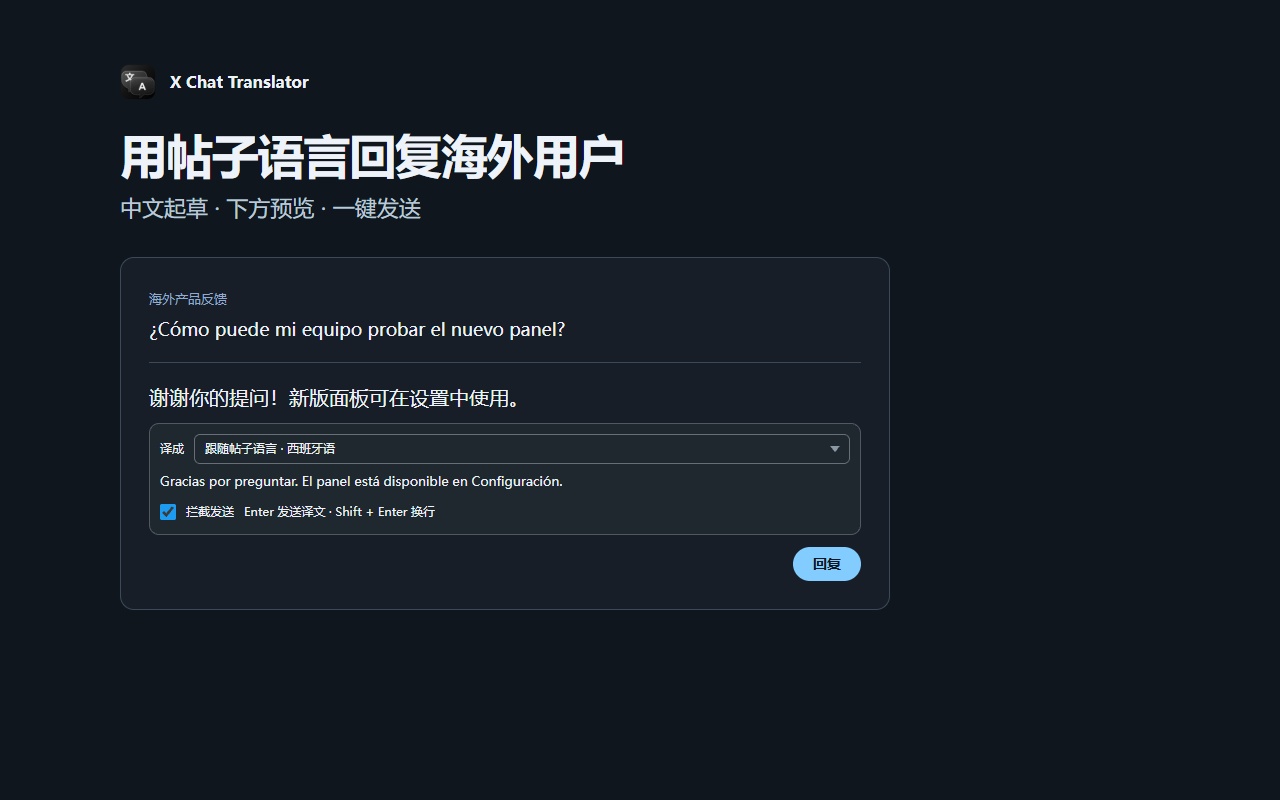 X Chat Translator
用帖子语言回复海外用户
中文起草 · 下方预览 · 一键发送
海外产品反馈
¿Cómo puede mi equipo probar el nuevo panel?
谢谢你的提问！新版面板可在设置中使用。
译成 跟随帖子语言 · 西班牙语
Gracias por preguntar. El panel está disponible en Configuración.
拦截发送 Enter 发送译文 · Shift + Enter 换行
回复